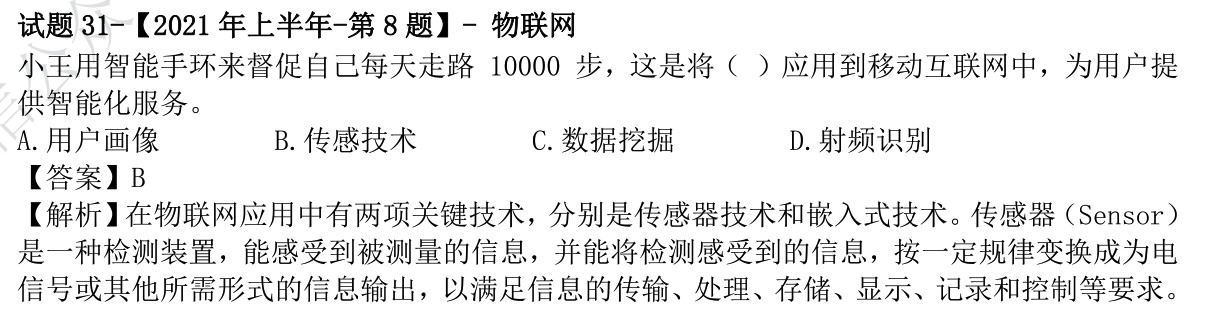 试题 31-【2021 年上半年-第 8 题】- 物联网
小王用智能手环来督促自己每天走路 10000 步，这是将（ ）应用到移动互联网中，为用户提
供智能化服务。
A.用户画像 B.传感技术 C.数据挖掘 D.射频识别
【答案】B
【解析】在物联网应用中有两项关键技术，分别是传感器技术和嵌入式技术。传感器（Sensor）
是一种检测装置，能感受到被测量的信息，并能将检测感受到的信息，按一定规律变换成为电
信号或其他所需形式的信息输出，以满足信息的传输、处理、存储、显示、记录和控制等要求。